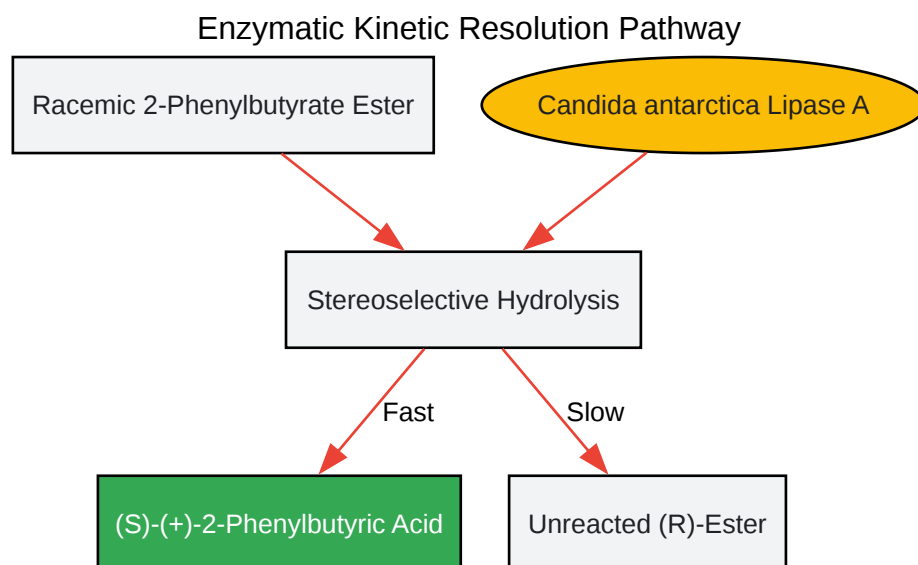 Enzymatic Kinetic Resolution Pathway
Racemic 2-Phenylbutyrate Ester
Candida antarctica Lipase A
Stereoselective Hydrolysis
Fast
Slow
(S)-(+)-2-Phenylbutyric Acid
Unreacted (R)-Ester